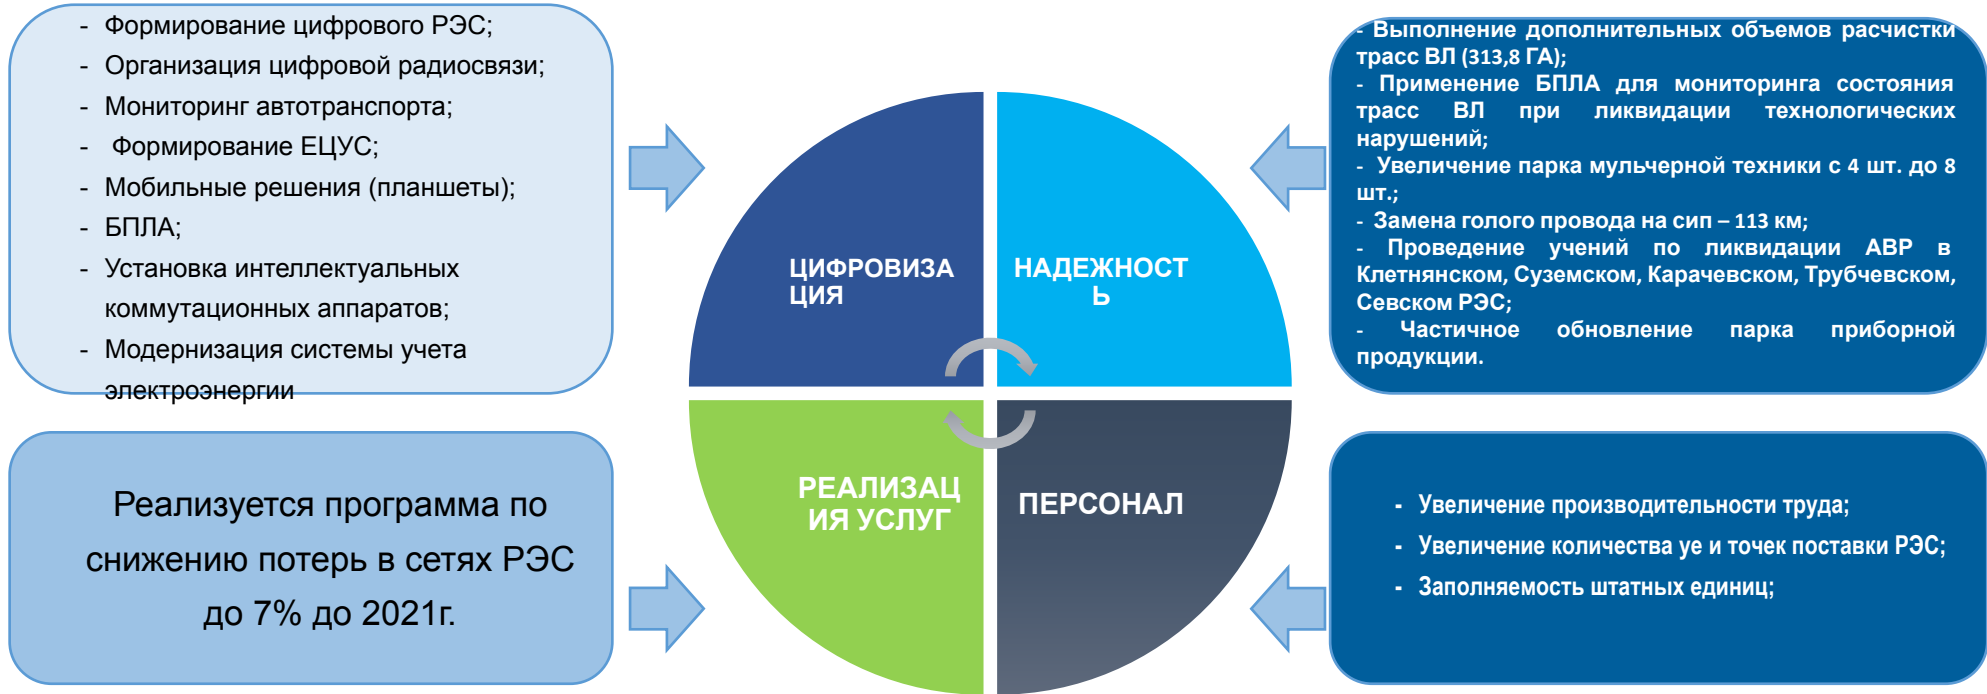 - Формирование цифрового РЭС;
- Организация цифровой радиосвязи;
- Мониторинг автотранспорта;
- Формирование ЕЦУС;
- Мобильные решения (планшеты);
- БПЛА;
- Установка интеллектуальных
коммутационных аппаратов;
- Модернизация системы учета
электроэнергии
ЦИФРОВИЗА
ЦИЯ
НАДЕЖНОСТ
Ь
- Выполнение дополнительных объемов расчистки
трасс ВЛ (313,8 ГА);
- Применение БПЛА для мониторинга состояния
трасс ВЛ при ликвидации технологических
нарушений;
- Увеличение парка мульчерной техники с 4 шт. до 8
шт.;
- Замена голого провода на сип – 113 км;
- Проведение учений по ликвидации АВР в
Клетнянском, Суземском, Карачевском, Трубчевском,
Севском РЭС;
- Частичное обновление парка приборной
продукции.
Реализуется программа по
снижению потерь в сетях РЭС
до 7% до 2021г.
РЕАЛИЗАЦ
ИЯ УСЛУГ
ПЕРСОНАЛ
- Увеличение производительности труда;
- Увеличение количества уе и точек поставки РЭС;
- Заполняемость штатных единиц;